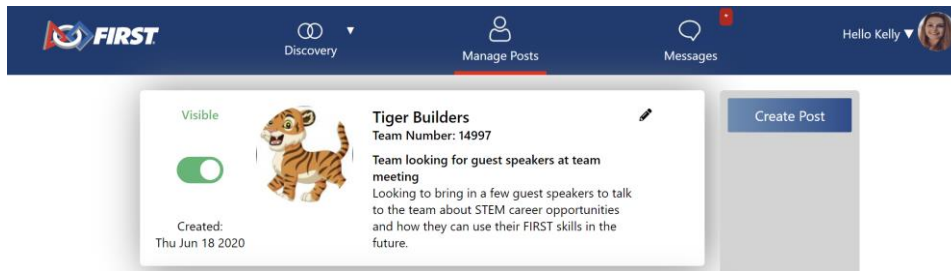 FIRST
Discovery ▼
Manage Posts
Messages
*
Hello Kelly ▼
Visible
Tiger Builders
Team Number: 14997
Team looking for guest speakers at team
meeting
Looking to bring in a few guest speakers to talk
to the team about STEM career opportunities
and how they can use their FIRST skills in the
future.
Created:
Thu Jun 18 2020
Create Post